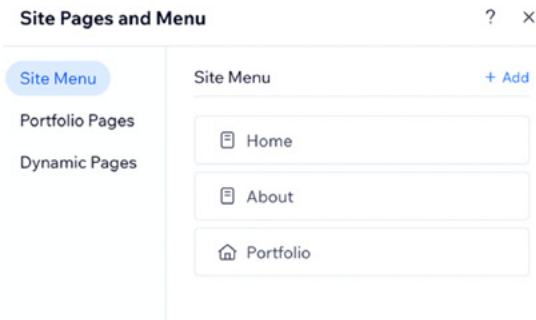 Site Pages and Menu ? ×
Site Menu
Portfolio Pages
Dynamic Pages
Site Menu + Add
Home
About
Portfolio